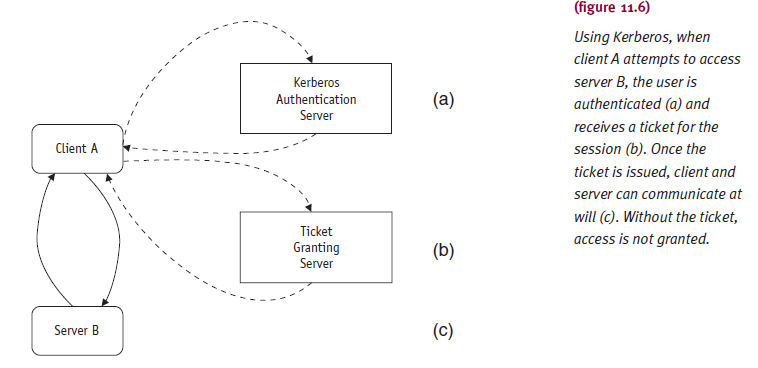 Kerberos
Authentication
Server
(a)
Client A
Ticket
Granting
Server
(b)
Server B
(c)
(figure 11.6)
Using Kerberos, when
client A attempts to access
server B, the user is
authenticated (a) and
receives a ticket for the
session (b). Once the
ticket is issued, client and
server can communicate at
will (c). Without the ticket,
access is not granted.